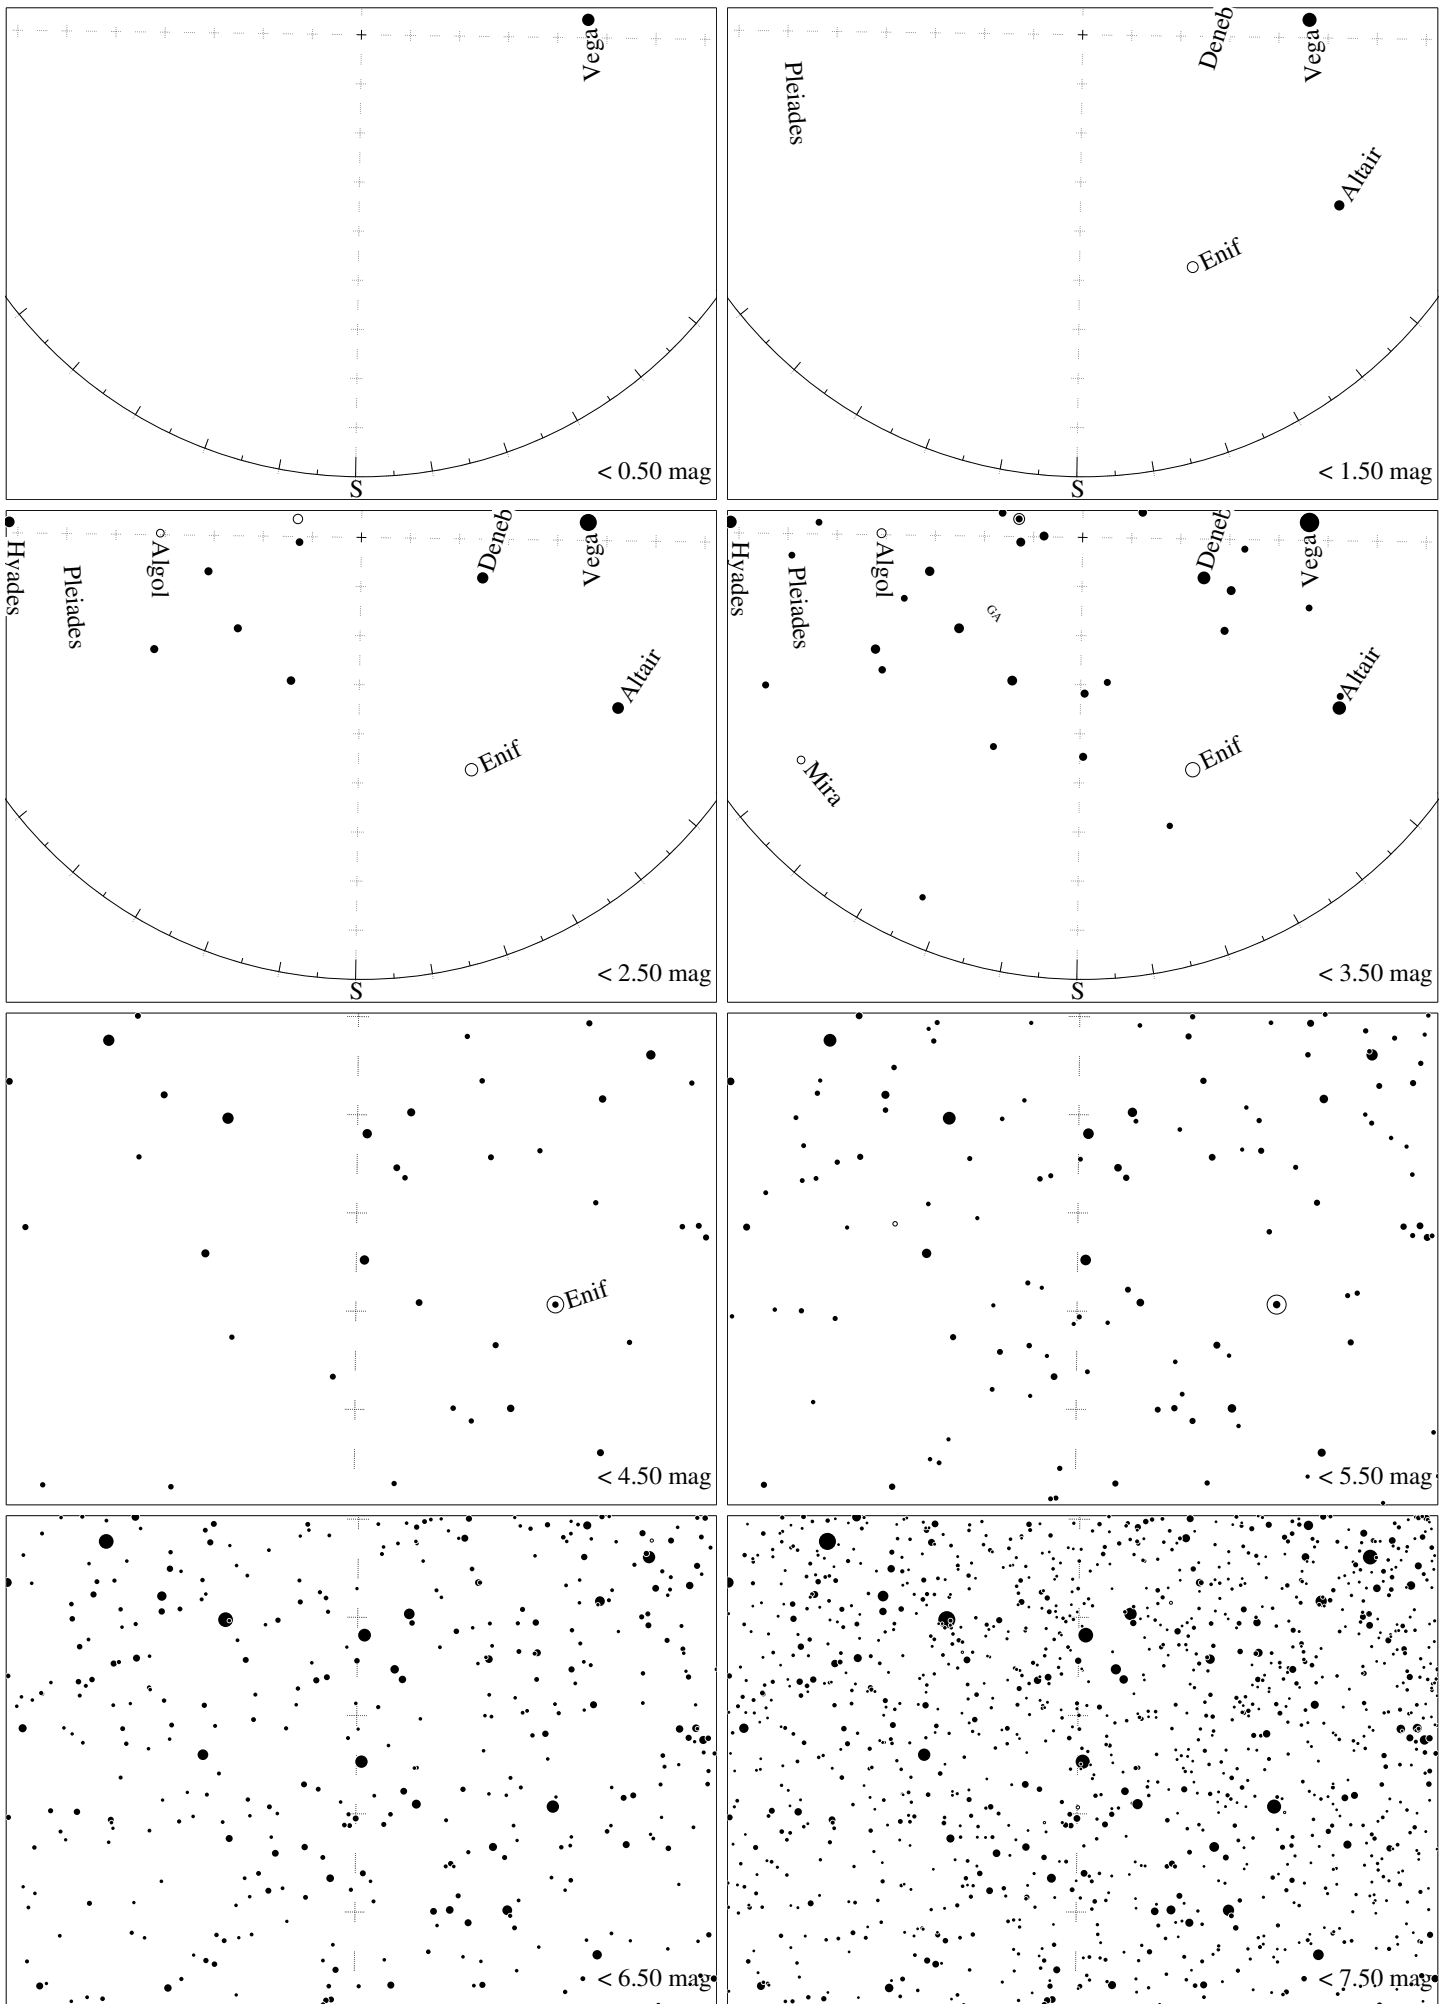 Vega
S
< 0.50 mag
Pleiades
Deneb
Vega
Altair
Enif
S
< 1.50 mag
Hyades
Pleiades
Algol
Deneb
Vega
Altair
Enif
S
< 2.50 mag
Hyades
Pleiades
Algol
GA
Deneb
Vega
Altair
Enif
Mira
S
< 3.50 mag
Enif
< 4.50 mag
< 5.50 mag
< 6.50 mag
< 7.50 mag